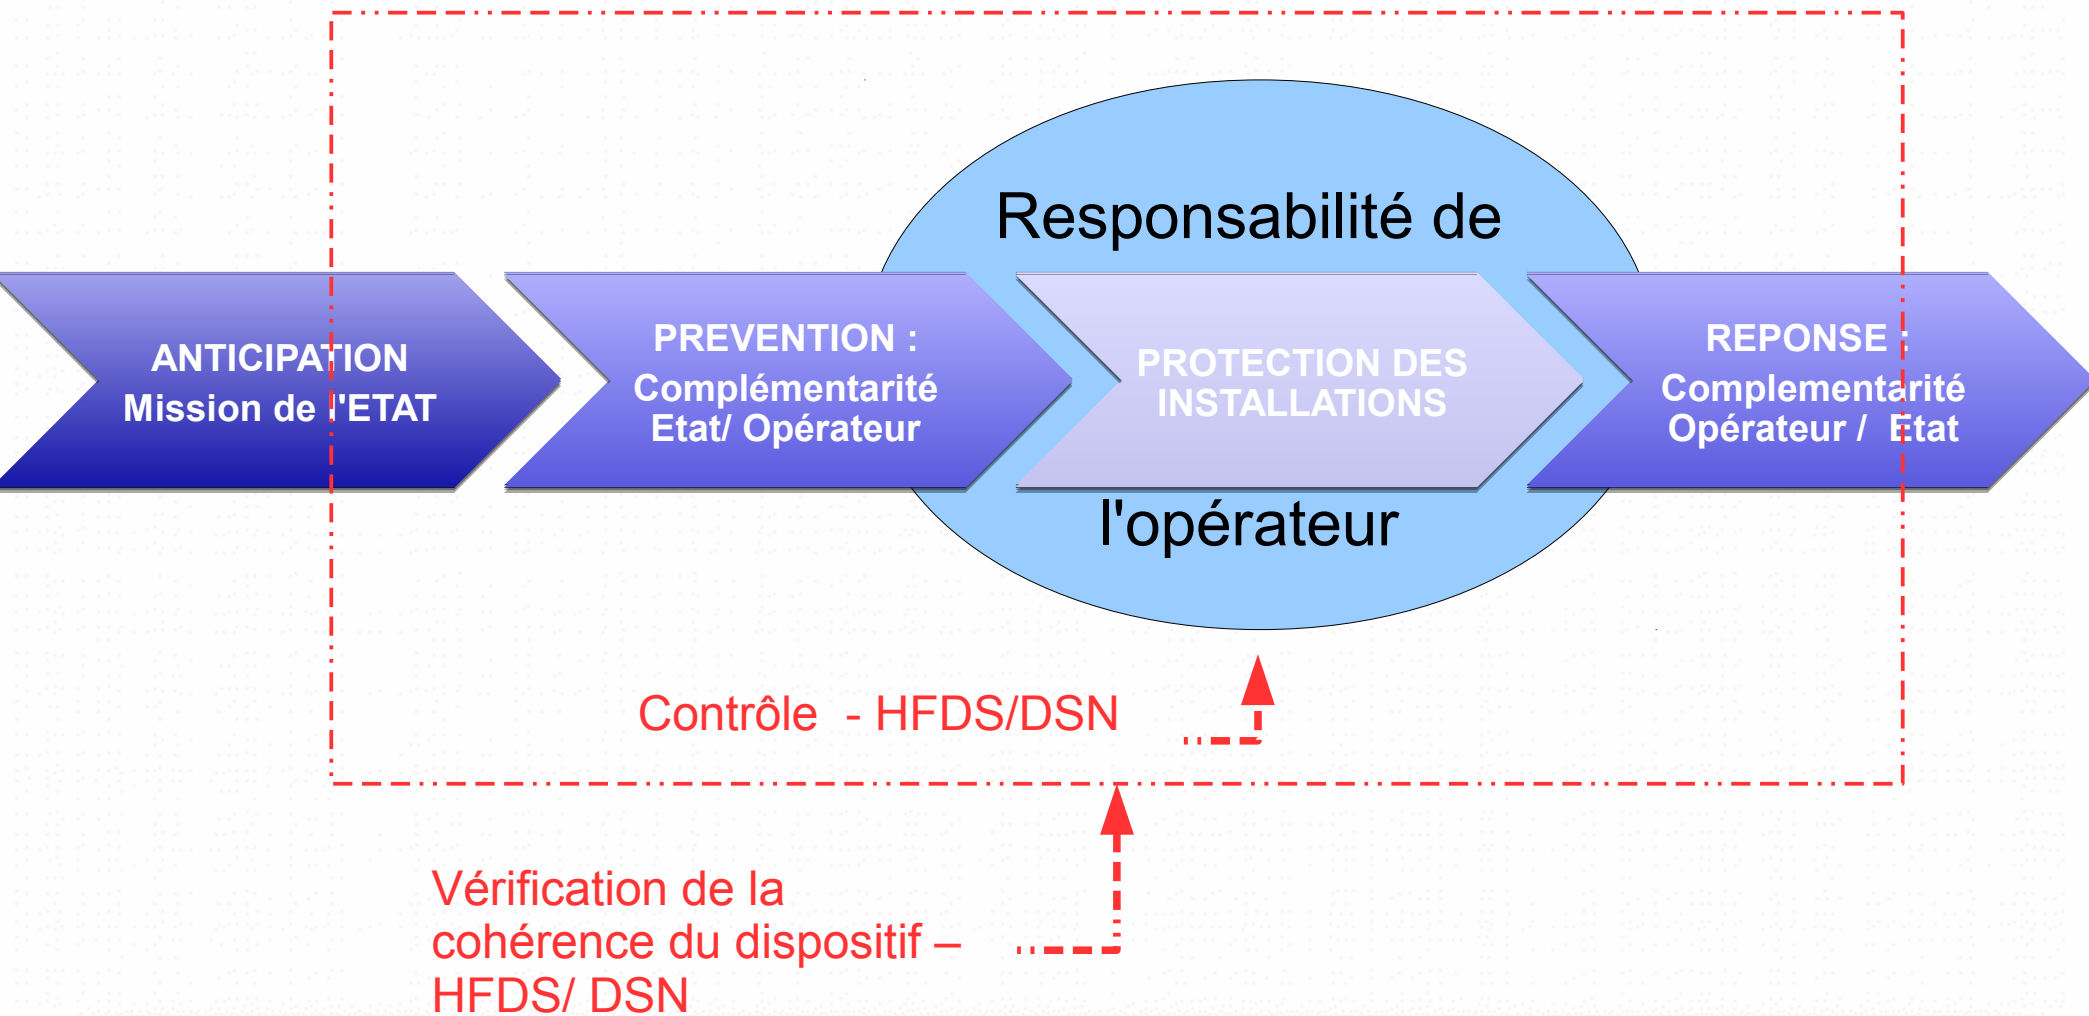 Responsabilité de
ANTICIPATION
Mission de l'ETAT
PREVENTION :
Complémentarité
Etat/ Opérateur
PROTECTION DES
INSTALLATIONS
REPONSE :
Complementarité
Opérateur / Etat
l'opérateur
Contrôle - HFDS/DSN
Vérification de la
cohérence du dispositif –
HFDS/ DSN